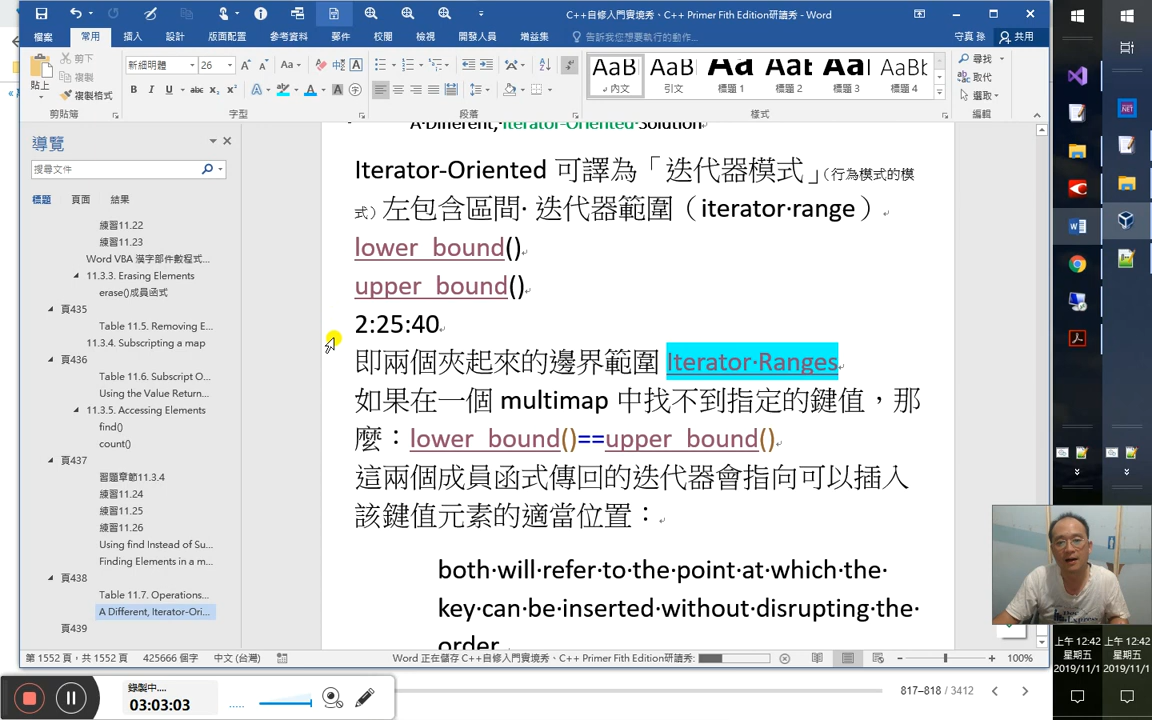 C++自修入門實境秀、C++ Primer Fith Edition研讀秀 - Word
檔案 常用 插入 設計 版面配置 參考資料 郵件 校閱 檢視 開發人員 增益集 告訴我您想要執行的動作... 守真 孫 共用
貼上 剪下 複製 複製格式 新細明體 26 尋找 取代 選取
AaB AaBb Aa Aat Aa AaBb
內文 引文 標題 1 標題 2 標題 3 標題 4
剪貼簿 字型 段落 樣式 編輯
導覽
搜尋文件
標題 頁面 結果
練習11.22
練習11.23
Word VBA 漢字部件數程式...
11.3.3. Erasing Elements
erase()成員函式
頁435
Table 11.5. Removing E...
11.3.4. Subscripting a map
頁436
Table 11.6. Subscript O...
Using the Value Return...
11.3.5. Accessing Elements
find()
count()
頁437
習題章節11.3.4
練習11.24
練習11.25
練習11.26
Using find Instead of Su...
Finding Elements in a m...
頁438
Table 11.7. Operations...
A Different, Iterator-Ori...
頁439
A Different, Iterator-Oriented Solution
Iterator-Oriented 可譯為「迭代器模式」(行為模式的模
式) 左包含區間 迭代器範圍（iterator range）
lower_bound()
upper_bound()
2:25:40
即兩個夾起來的邊界範圍 Iterator Ranges
如果在一個 multimap 中找不到指定的鍵值，那
麼：lower_bound()==upper_bound()
這兩個成員函式傳回的迭代器會指向可以插入
該鍵值元素的適當位置：
both will refer to the point at which the
key can be inserted without disrupting the
order
第 1552 頁，共 1552 頁 425666 個字 中文 (台灣) Word 正在儲存 C++自修入門實境秀、C++ Primer Fith Edition研讀秀: 100%
錄製中....
03:03:03
817–818 / 3412
上午 12:42 上午 12:42
星期五 星期五
2019/11/1 2019/11/1